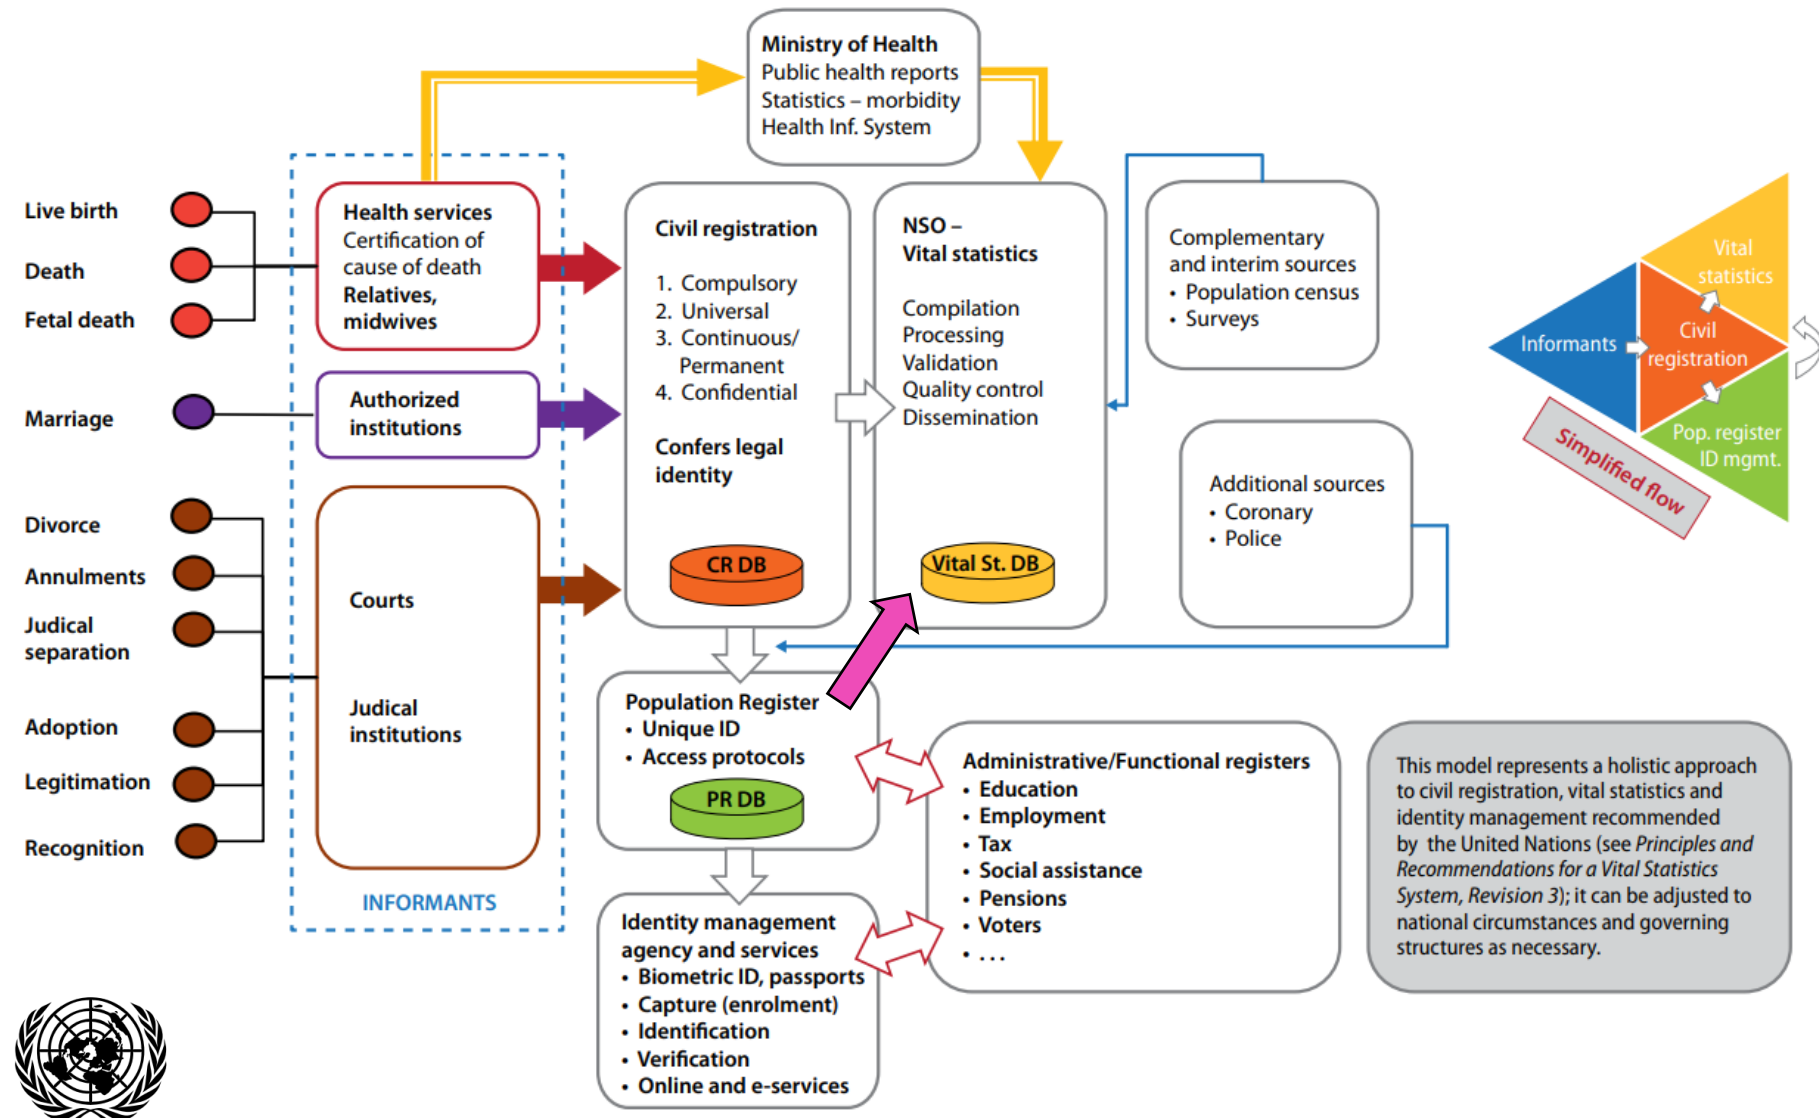 Ministry of Health
Public health reports
Statistics – morbidity
Health Inf. System
Live birth
Death
Fetal death
Marriage
Divorce
Annulments
Judical
separation
Adoption
Legitimation
Recognition
Health services
Certification of
cause of death
Relatives,
midwives
Authorized
institutions
Courts
Judical
institutions
INFORMANTS
Civil registration
1. Compulsory
2. Universal
3. Continuous/
Permanent
4. Confidential
Confers legal
identity
CR DB
NSO –
Vital statistics
Compilation
Processing
Validation
Quality control
Dissemination
Vital St. DB
Complementary
and interim sources
• Population census
• Surveys
Additional sources
• Coronary
• Police
Population Register
• Unique ID
• Access protocols
PR DB
Identity management
agency and services
• Biometric ID, passports
• Capture (enrolment)
• Identification
• Verification
• Online and e-services
Administrative/Functional registers
• Education
• Employment
• Tax
• Social assistance
• Pensions
• Voters
• ...
Informants
Vital
statistics
Civil
registration
Pop. register
ID mgmt.
Simplified flow
This model represents a holistic approach
to civil registration, vital statistics and
identity management recommended
by the United Nations (see Principles and
Recommendations for a Vital Statistics
System, Revision 3); it can be adjusted to
national circumstances and governing
structures as necessary.